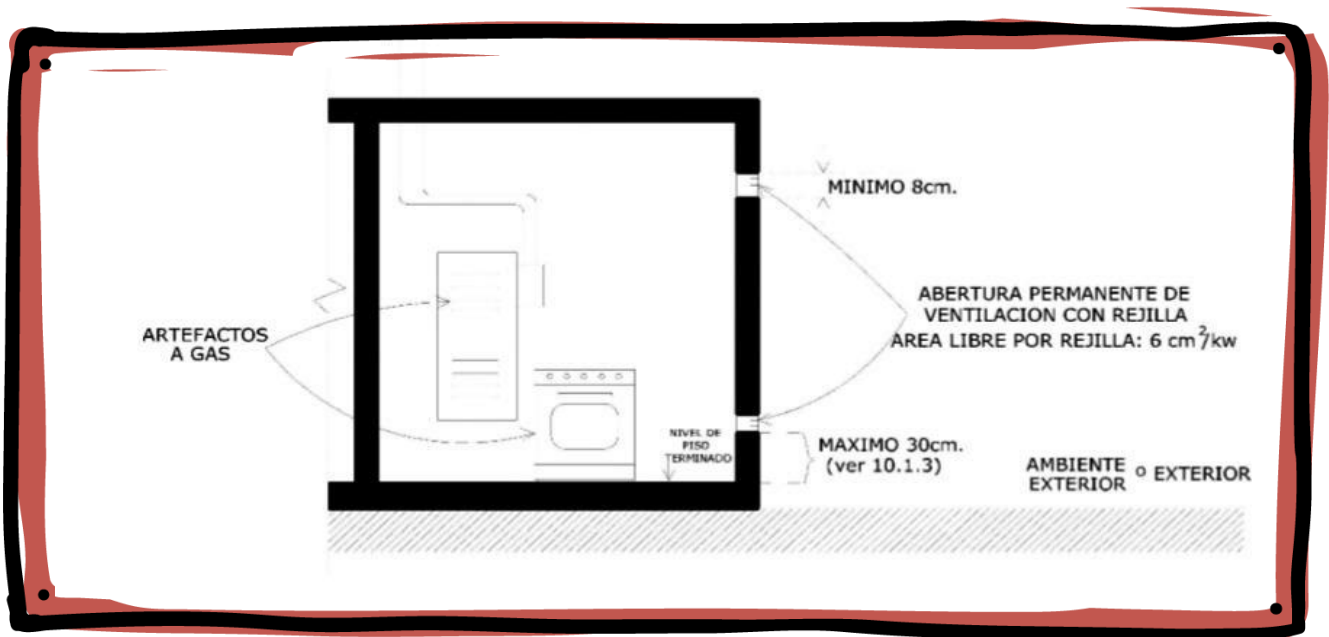 MINIMO 8cm.
ABERTURA PERMANENTE DE
VENTILACION CON REJILLA
AREA LIBRE POR REJILLA: 6 cm²/kw
ARTEFACTOS
A GAS
NIVEL DE
PISO
TERMINADO
MAXIMO 30cm.
(ver 10.1.3)
AMBIENTE
EXTERIOR o EXTERIOR